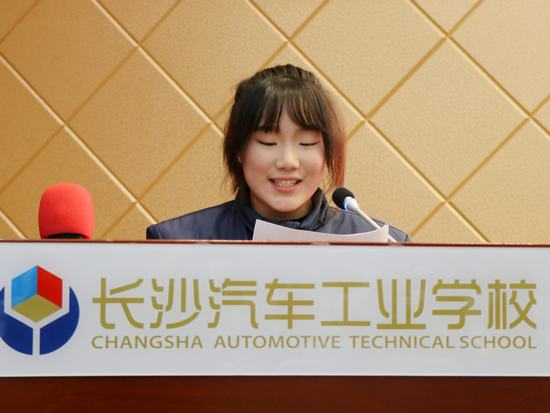 长沙汽车工业学校
CHANGSHA AUTOMOTIVE TECHNICAL SCHOOL